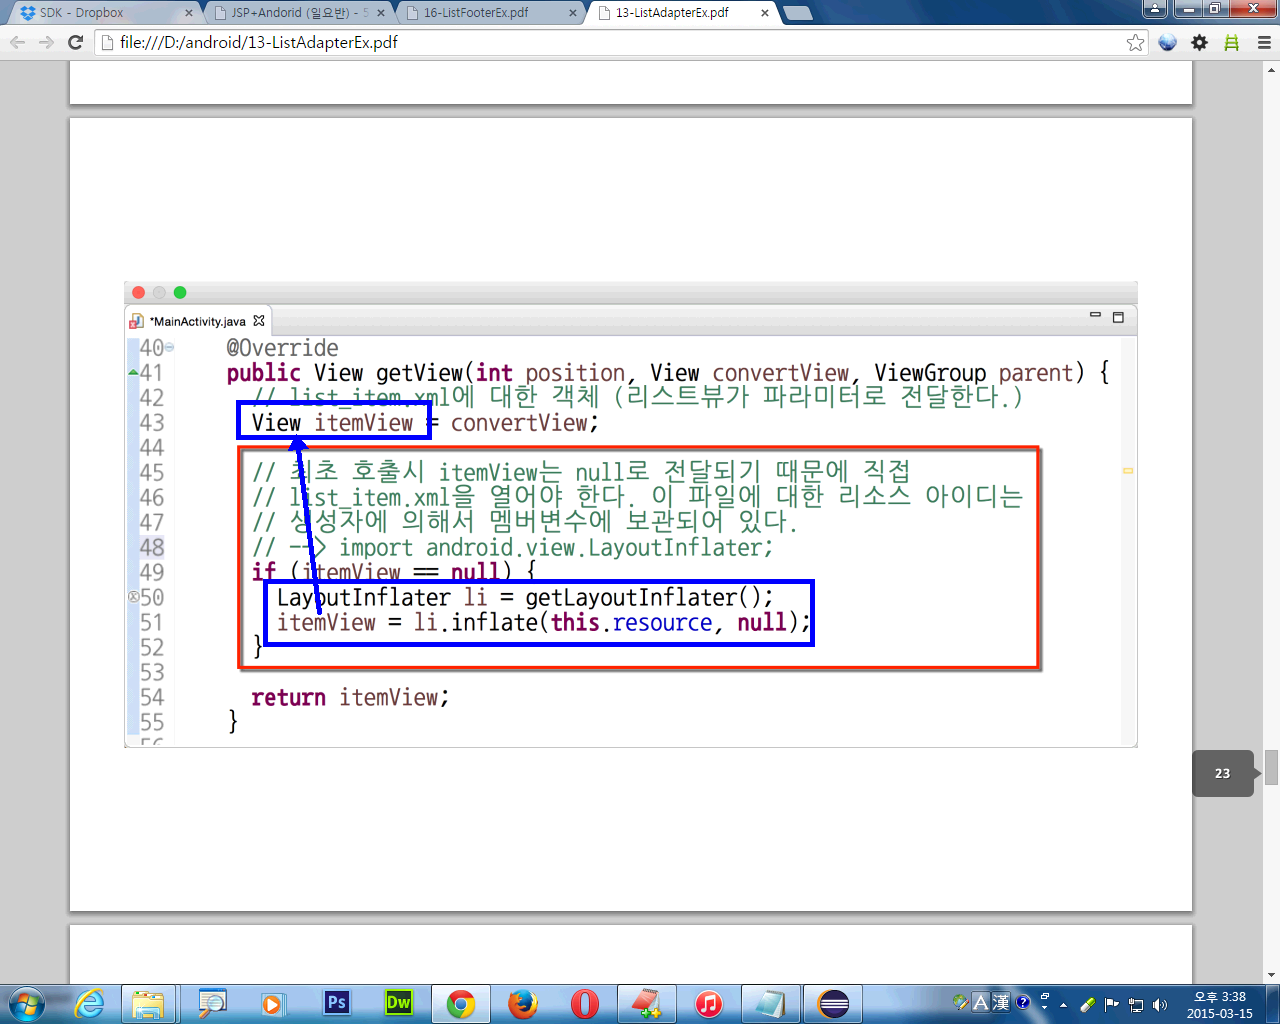 SDK - Dropbox
JSP+Andorid (일요반) - 5
16-ListFooterEx.pdf
13-ListAdapterEx.pdf
file:///D:/android/13-ListAdapterEx.pdf
*MainActivity.java
40 @Override
41 public View getView(int position, View convertView, ViewGroup parent) {
42 // list_item.xml에 대한 객체 (리스트뷰가 파라미터로 전달한다.)
43 View itemView = convertView;
44
45 // 최초 호출시 itemView는 null로 전달되기 때문에 직접
46 // list_item.xml을 열어야 한다. 이 파일에 대한 리소스 아이디는
47 // 생성자에 의해서 멤버변수에 보관되어 있다.
48 // --> import android.view.LayoutInflater;
49 if (itemView == null) {
50 LayoutInflater li = getLayoutInflater();
51 itemView = li.inflate(this.resource, null);
52 }
53
54 return itemView;
55 }
56
23
Ps
Dw
A 漢
오후 3:38
2015-03-15